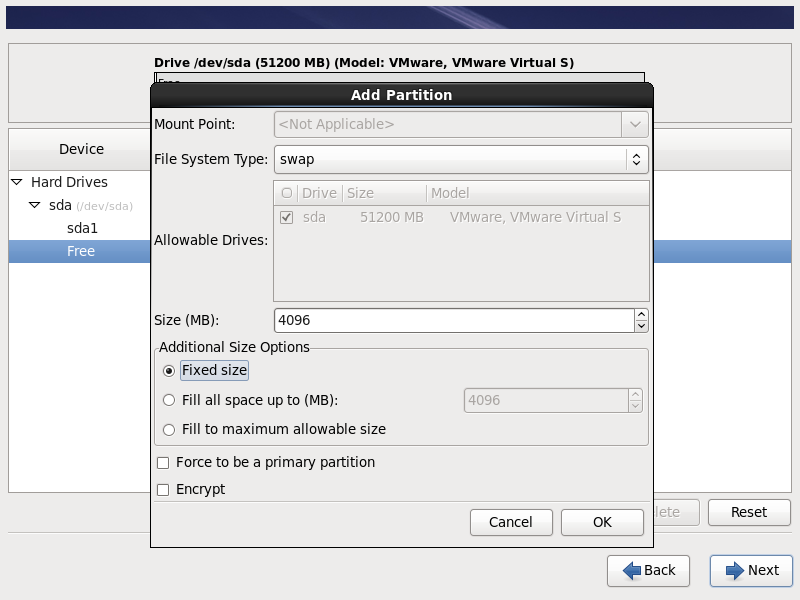 Drive /dev/sda (51200 MB) (Model: VMware, VMware Virtual S)
Free
Add Partition
Mount Point: <Not Applicable>
File System Type: swap
Drive Size Model
sda 51200 MB VMware, VMware Virtual S
Allowable Drives:
Size (MB): 4096
Additional Size Options
Fixed size
Fill all space up to (MB): 4096
Fill to maximum allowable size
Force to be a primary partition
Encrypt
Cancel OK
Device
Hard Drives
sda (/dev/sda)
sda1
Free
lete Reset
Back Next